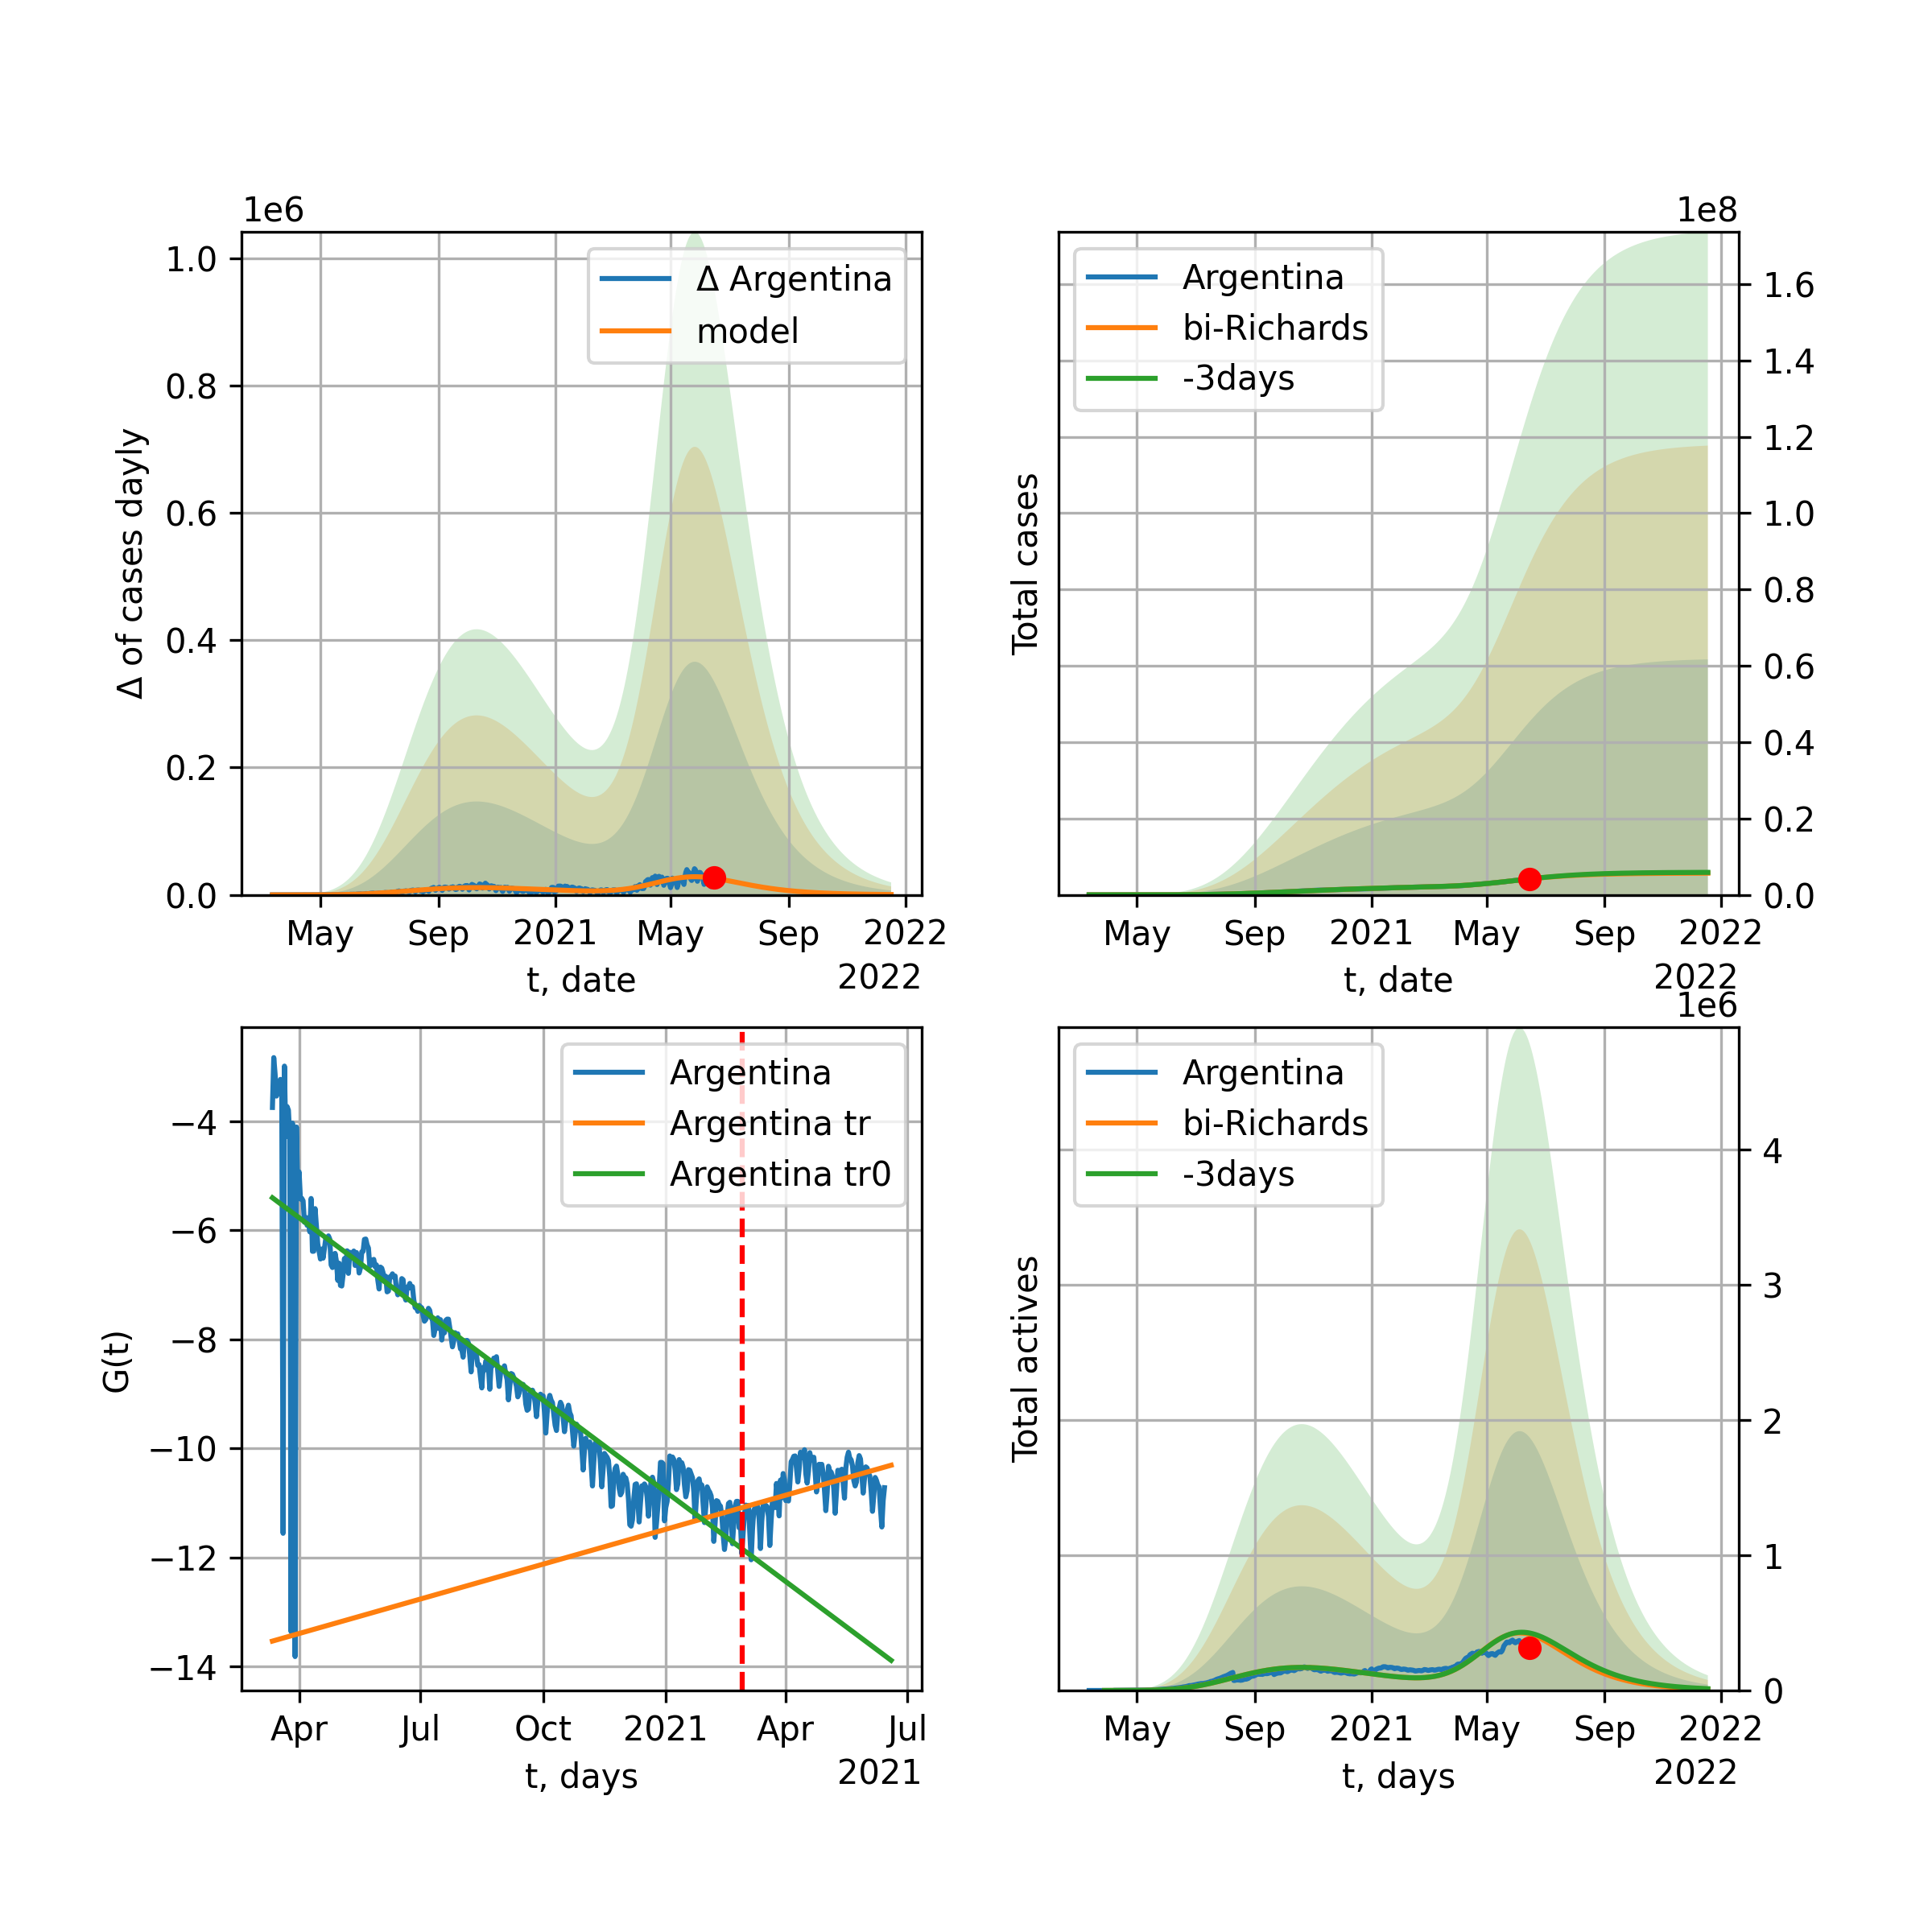 1e6
1.0
0.8
0.6
0.4
0.2
0.0
Δ of cases dayly
Δ Argentina
model
May Sep 2021 May Sep 2022
t, date
2022
1e8
Argentina
bi-Richards
-3days
Total cases
1.6
1.4
1.2
1.0
0.8
0.6
0.4
0.2
0.0
May Sep 2021 May Sep 2022
t, date
2022
−4
−6
−8
−10
−12
−14
G(t)
Argentina
Argentina tr
Argentina tr0
Apr Jul Oct 2021 Apr Jul
t, days
2021
1e6
Argentina
bi-Richards
-3days
Total actives
4
3
2
1
0
May Sep 2021 May Sep 2022
t, days
2022